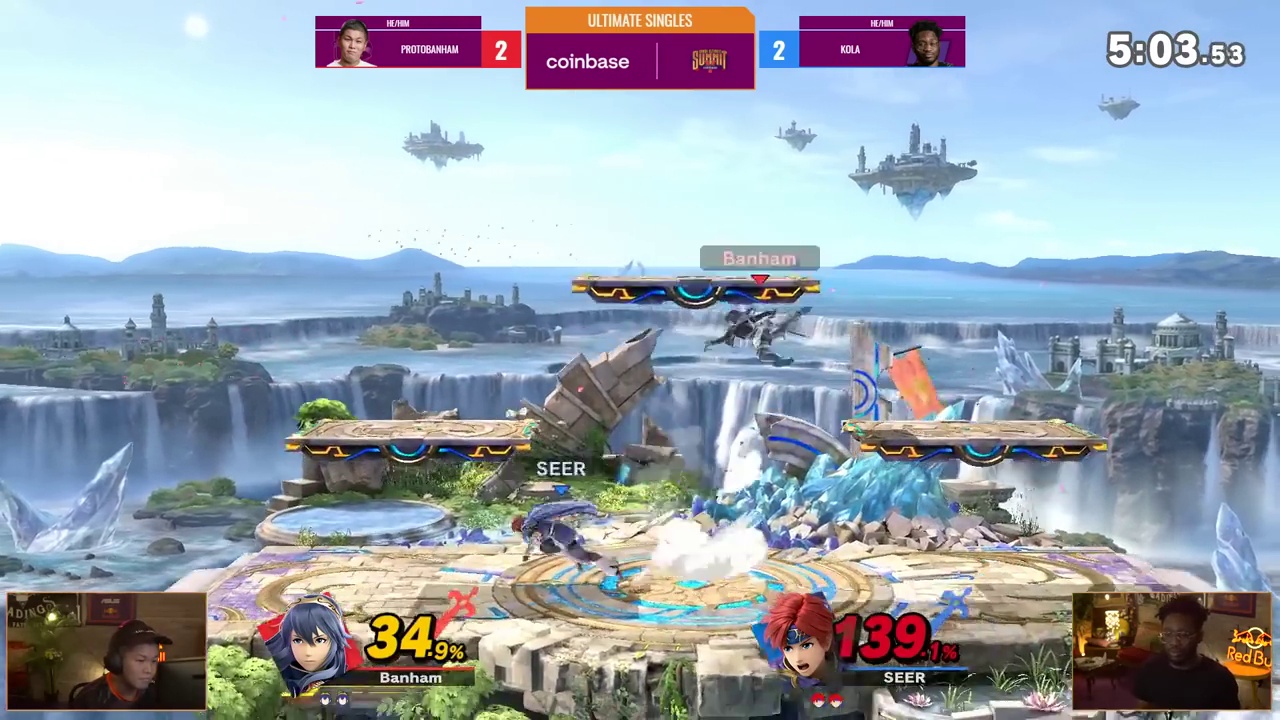 HE/HIM
PROTOBANHAM
2
ULTIMATE SINGLES
coinbase
SUMMIT
2
HE/HIM
KOLA
5:03.53
Banham
SEER
34.9%
Banham
139.1%
SEER